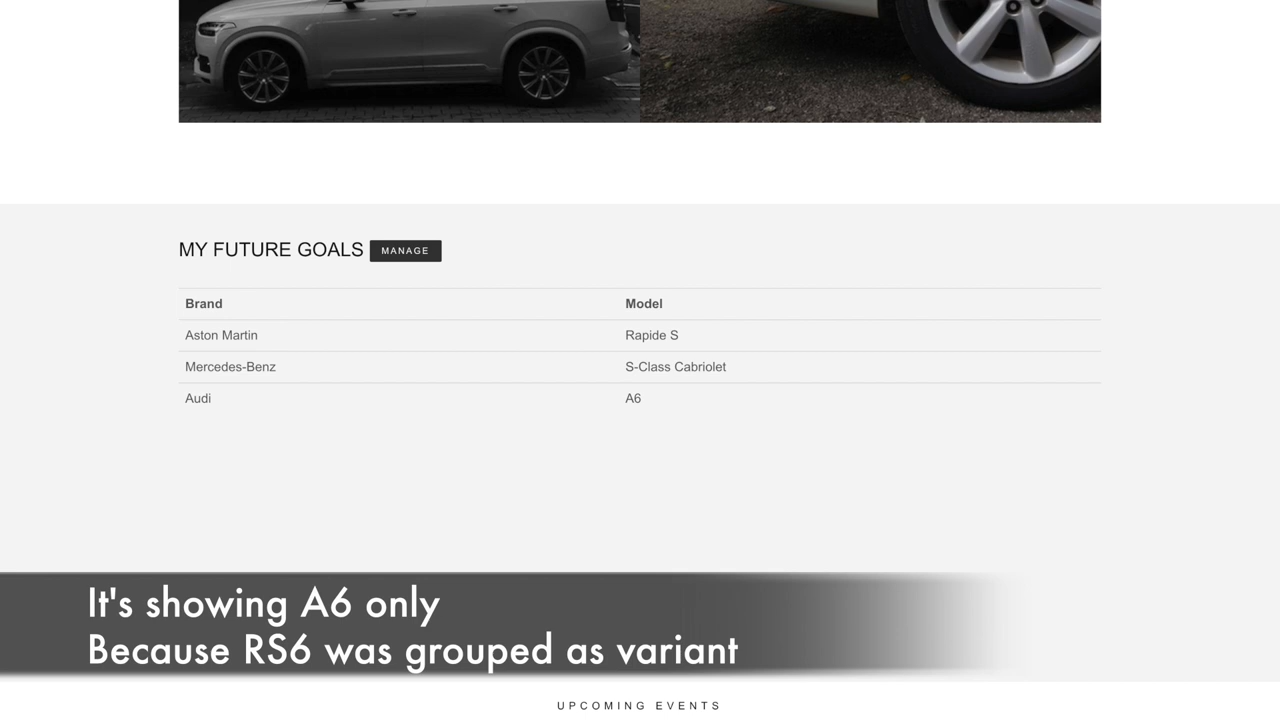 MY FUTURE GOALS MANAGE
Brand Model
Aston Martin Rapide S
Mercedes-Benz S-Class Cabriolet
Audi A6
It's showing A6 only
Because RS6 was grouped as variant
UPCOMING EVENTS